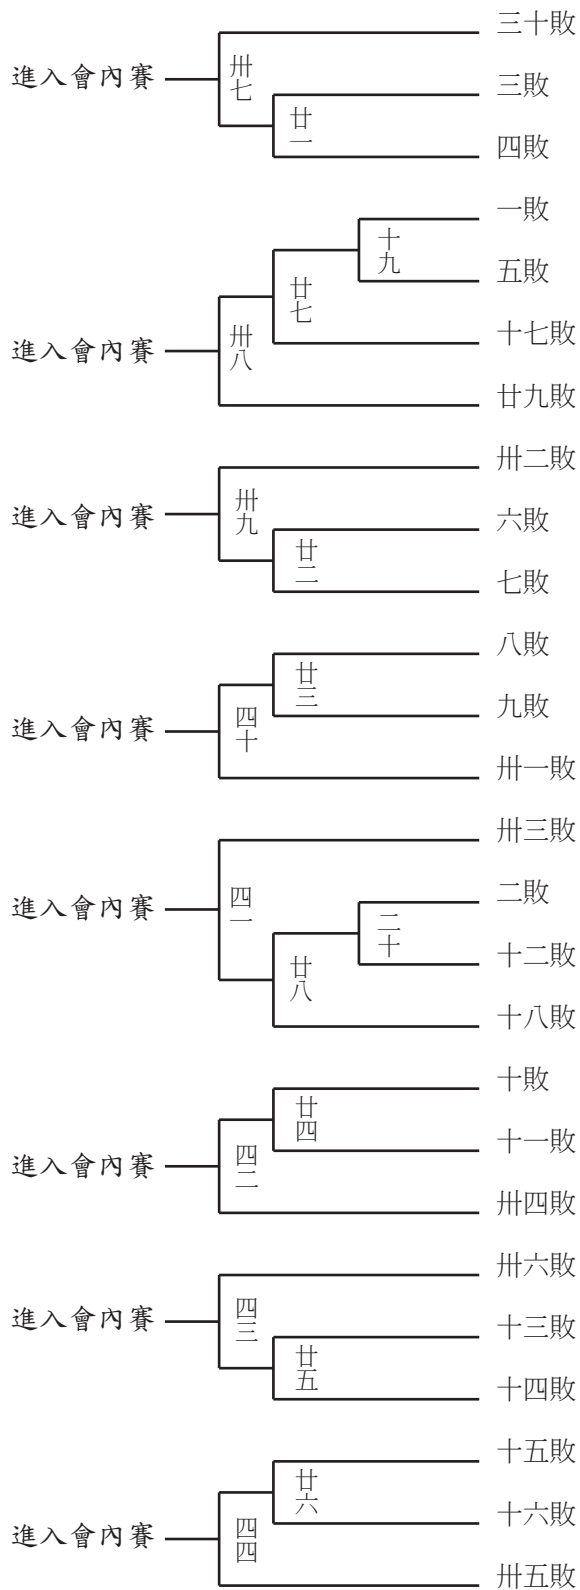 三十敗
卅七
進入會內賽
三敗
廿一
四敗
一敗
十九
五敗
廿七
十七敗
卅八
進入會內賽
廿九敗
卅二敗
卅九
進入會內賽
六敗
廿二
七敗
八敗
廿三
九敗
四十
進入會內賽
卅一敗
卅三敗
四一
進入會內賽
二敗
二十
十二敗
廿八
十八敗
十敗
廿四
十一敗
四二
進入會內賽
卅四敗
卅六敗
四三
進入會內賽
十三敗
廿五
十四敗
十五敗
廿六
十六敗
四四
進入會內賽
卅五敗